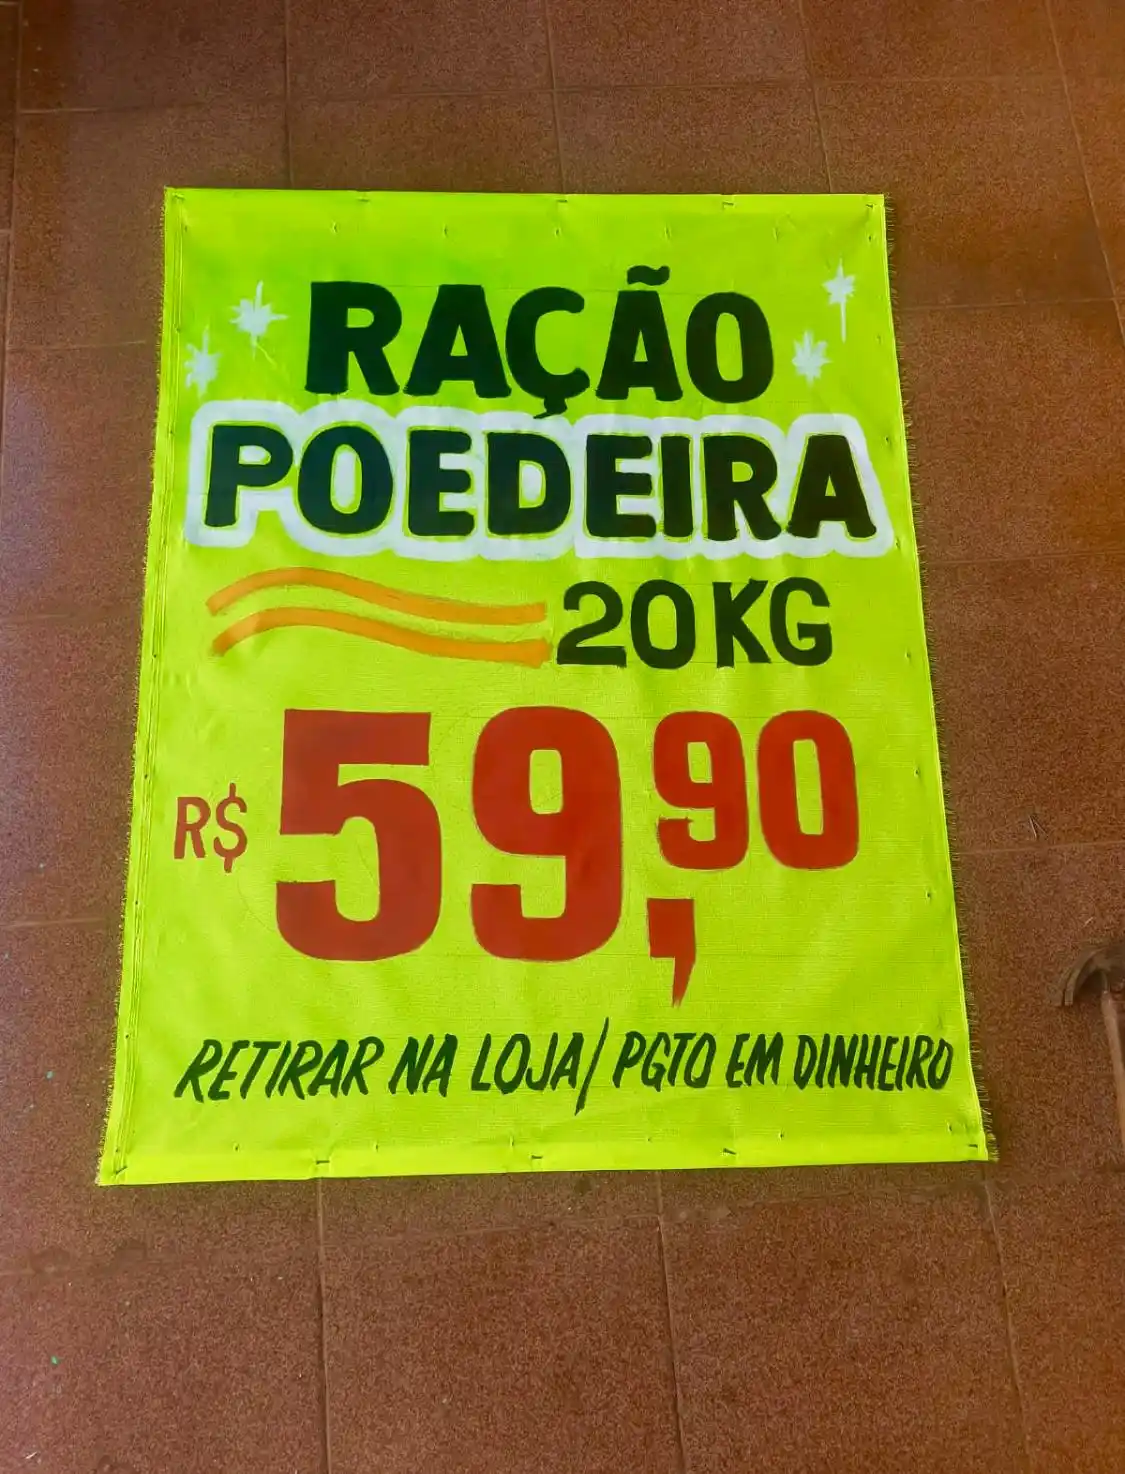 RAÇÃO
POEDEIRA
20KG
R$ 59,90
RETIRAR NA LOJA/ PGTO EM DINHEIRO